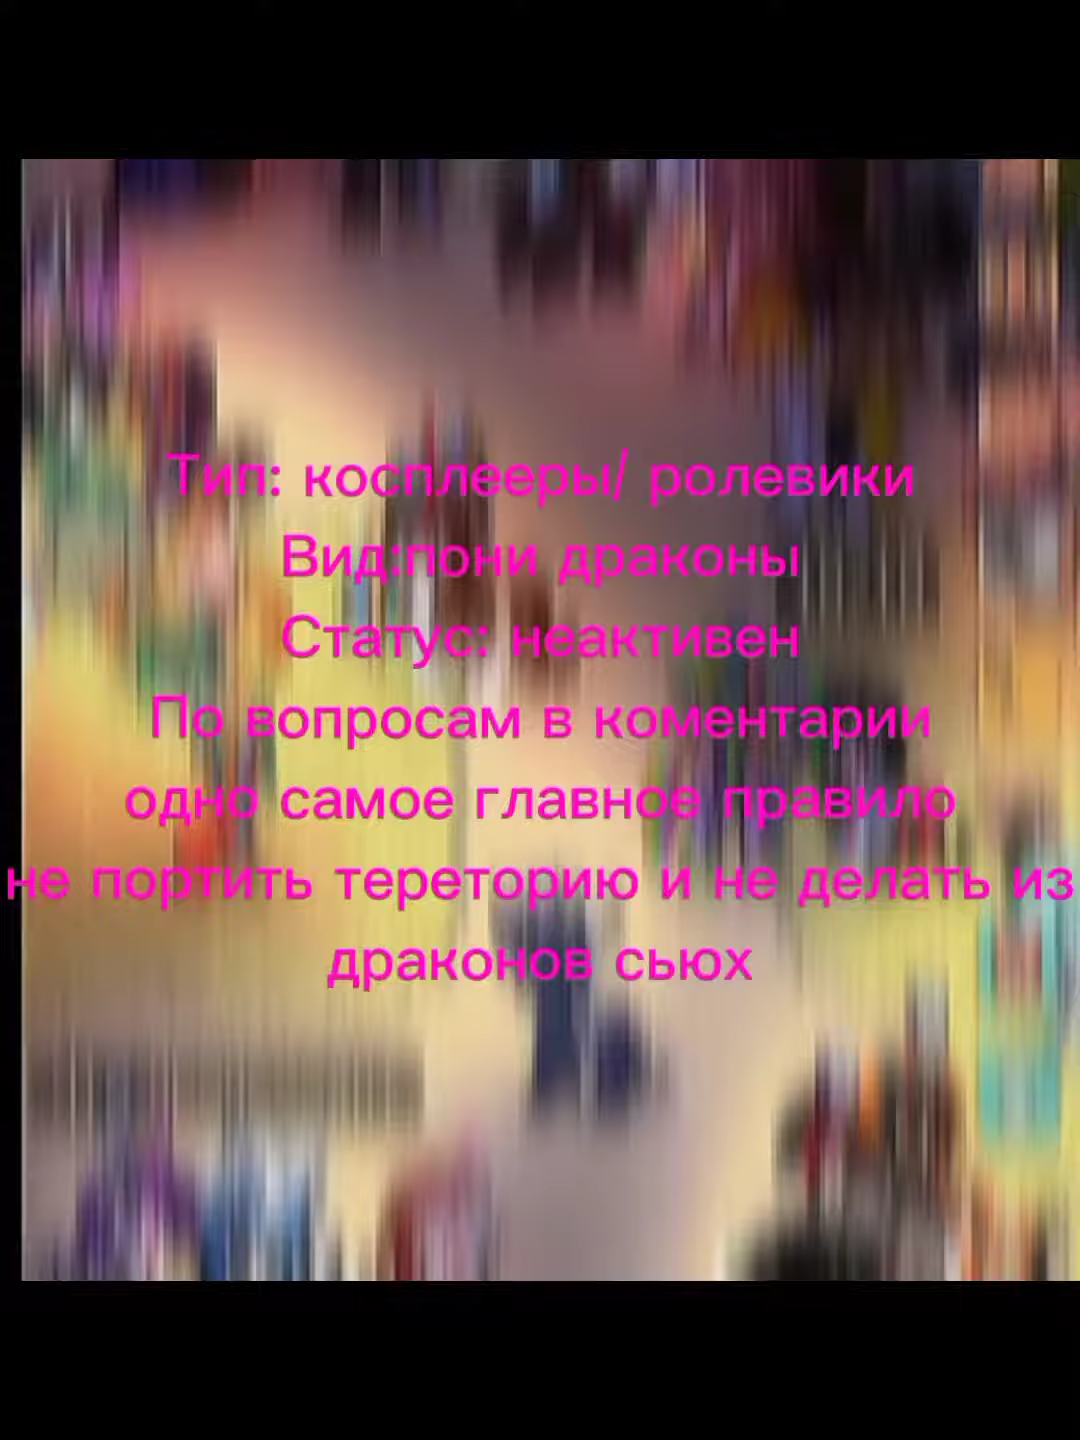 Тип: косплееры/ ролевики
Вид:пони драконы
Статус: неактивен
По вопросам в коментарии
одно самое главное правило
не портить тереторию и не делать из
драконов сьюх